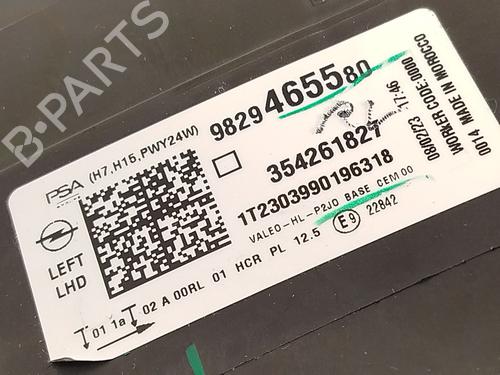 PSA (H7,H15,PWY24W)
9829465580
354261827
1T2303990196318
VALEO-HL-P2JO BASE CEM 00
LEFT
LHD
01 1a 02 A 00RL 01 HCR PL 12.5 E9 22842
08/02/23 17:46
WORKER CODE:0000
0014 MADE IN MOROCCO
B-PARTS